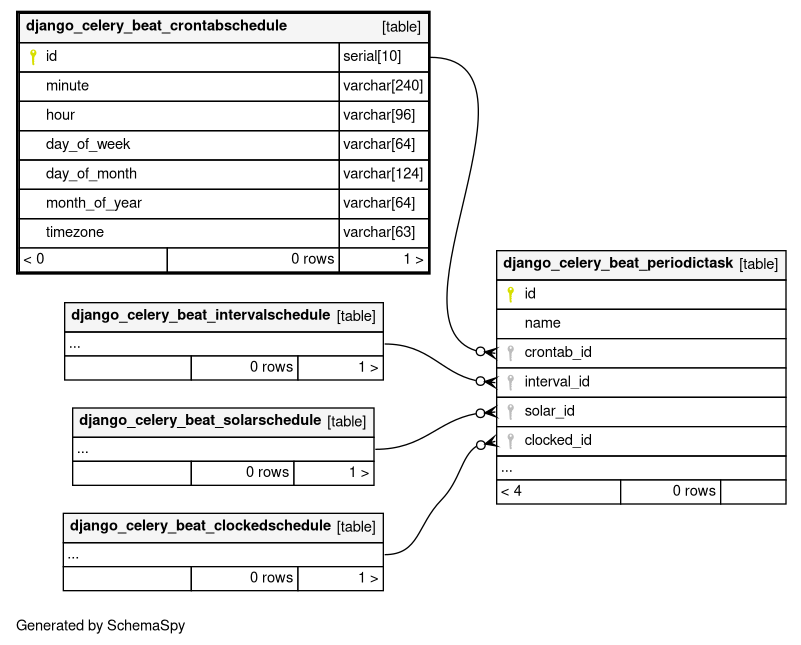 django_celery_beat_crontabschedule [table]
id serial[10]
minute varchar[240]
hour varchar[96]
day_of_week varchar[64]
day_of_month varchar[124]
month_of_year varchar[64]
timezone varchar[63]
< 0 0 rows 1 >
django_celery_beat_intervalschedule [table]
...
0 rows 1 >
django_celery_beat_solarschedule [table]
...
0 rows 1 >
django_celery_beat_clockedschedule [table]
...
0 rows 1 >
django_celery_beat_periodictask [table]
id
name
crontab_id
interval_id
solar_id
clocked_id
...
< 4 0 rows
Generated by SchemaSpy